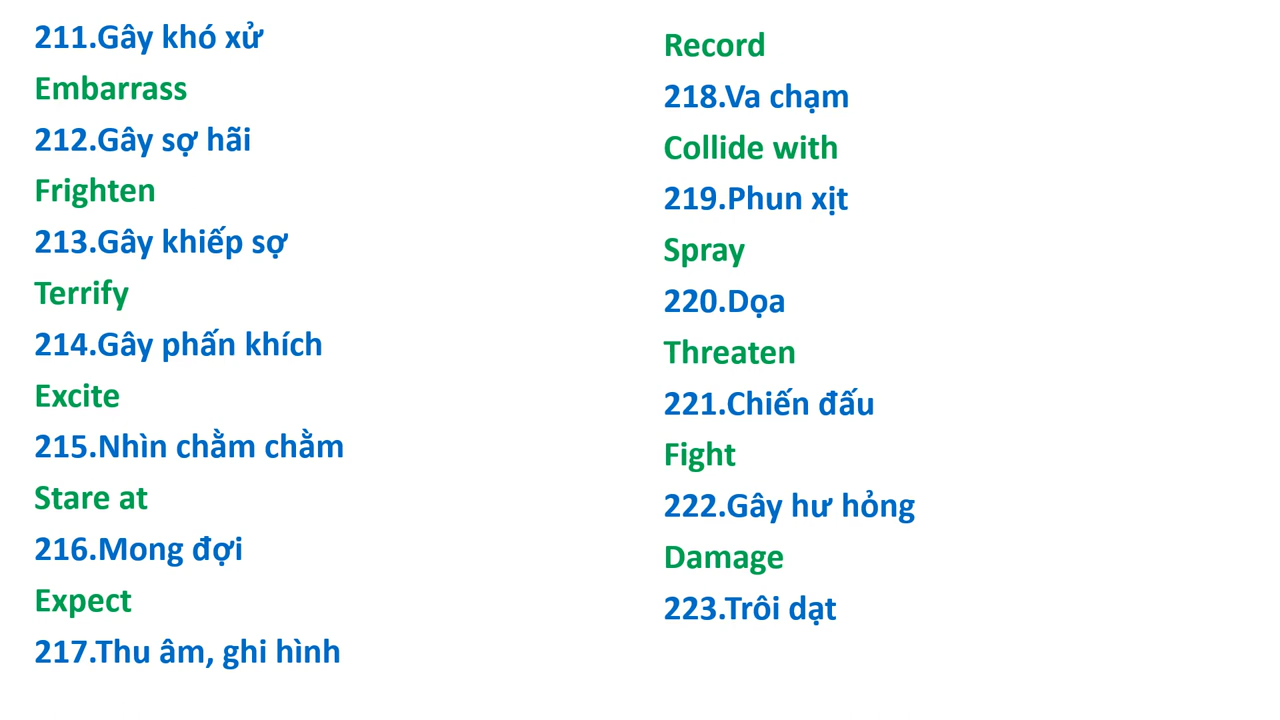 211.Gây khó xử
Embarrass
212.Gây sợ hãi
Frighten
213.Gây khiếp sợ
Terrify
214.Gây phấn khích
Excite
215.Nhìn chằm chằm
Stare at
216.Mong đợi
Expect
217.Thu âm, ghi hình
Record
218.Va chạm
Collide with
219.Phun xịt
Spray
220.Dọa
Threaten
221.Chiến đấu
Fight
222.Gây hư hỏng
Damage
223.Trôi dạt